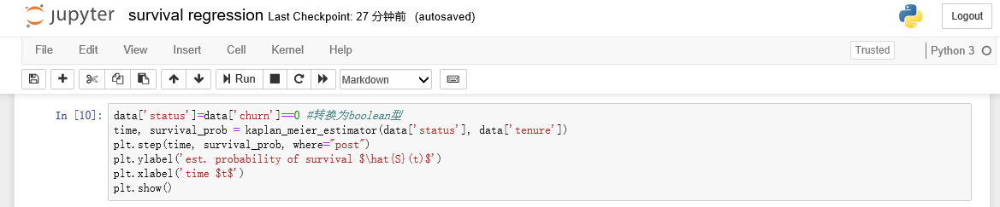 jupyter survival regression Last Checkpoint: 27 分钟前 (autosaved) Logout
File Edit View Insert Cell Kernel Help Trusted Python 3
Run Markdown
In [10]: data['status']=data['churn']==0 #转换为boolean型
time, survival_prob = kaplan_meier_estimator(data['status'], data['tenure'])
plt.step(time, survival_prob, where="post")
plt.ylabel('est. probability of survival $\hat{S}(t)$')
plt.xlabel('time $t$')
plt.show()